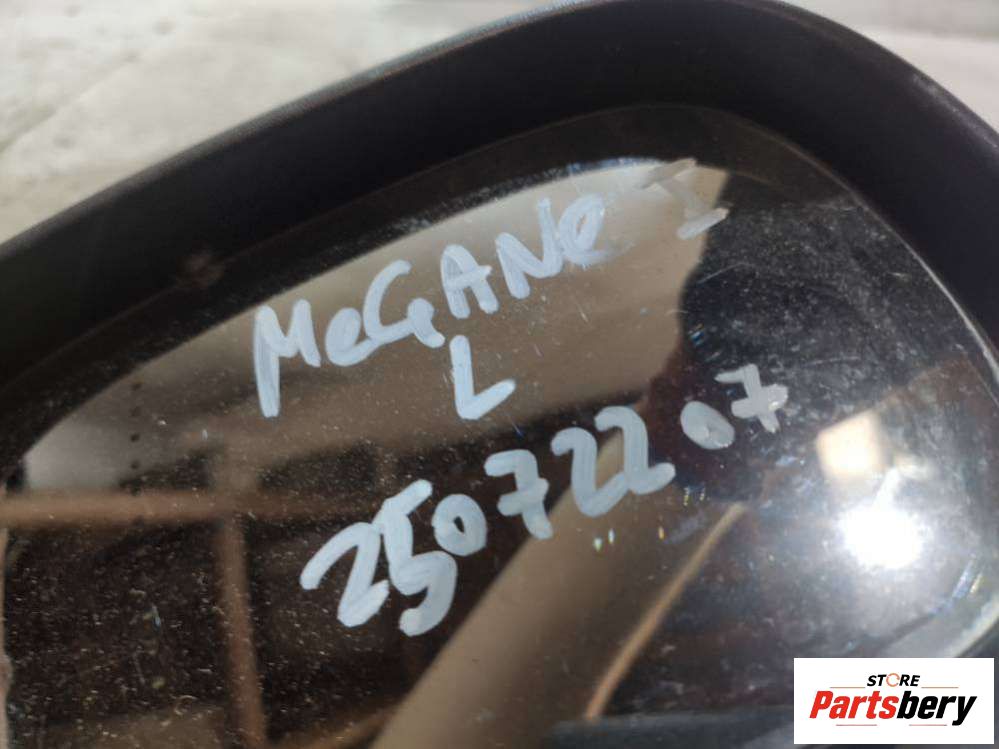 MeGANe I
L
25072207
STORE
Partsbery